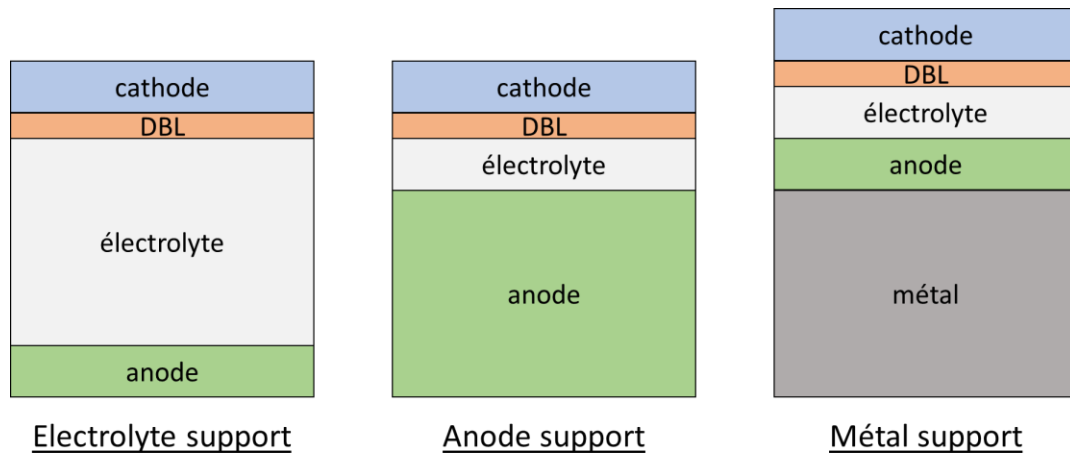 cathode
DBL
électrolyte
anode
Electrolyte support
cathode
DBL
électrolyte
anode
Anode support
cathode
DBL
électrolyte
anode
métal
Métal support